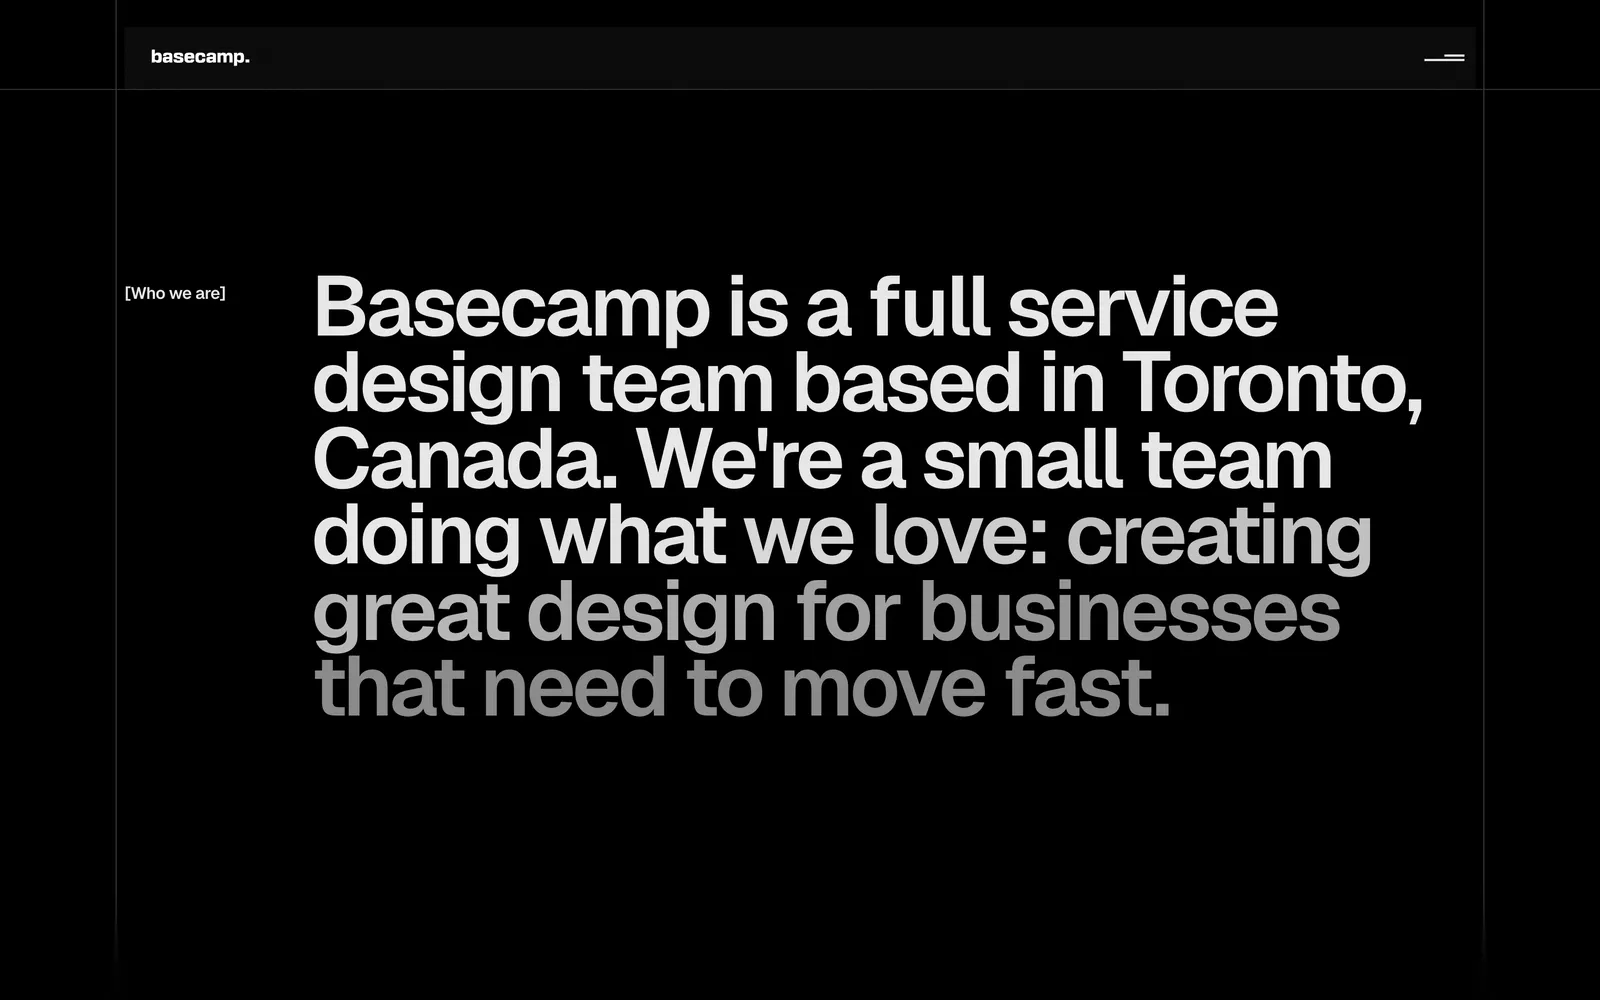 basecamp.
[Who we are]
Basecamp is a full service
design team based in Toronto,
Canada. We're a small team
doing what we love: creating
great design for businesses
that need to move fast.